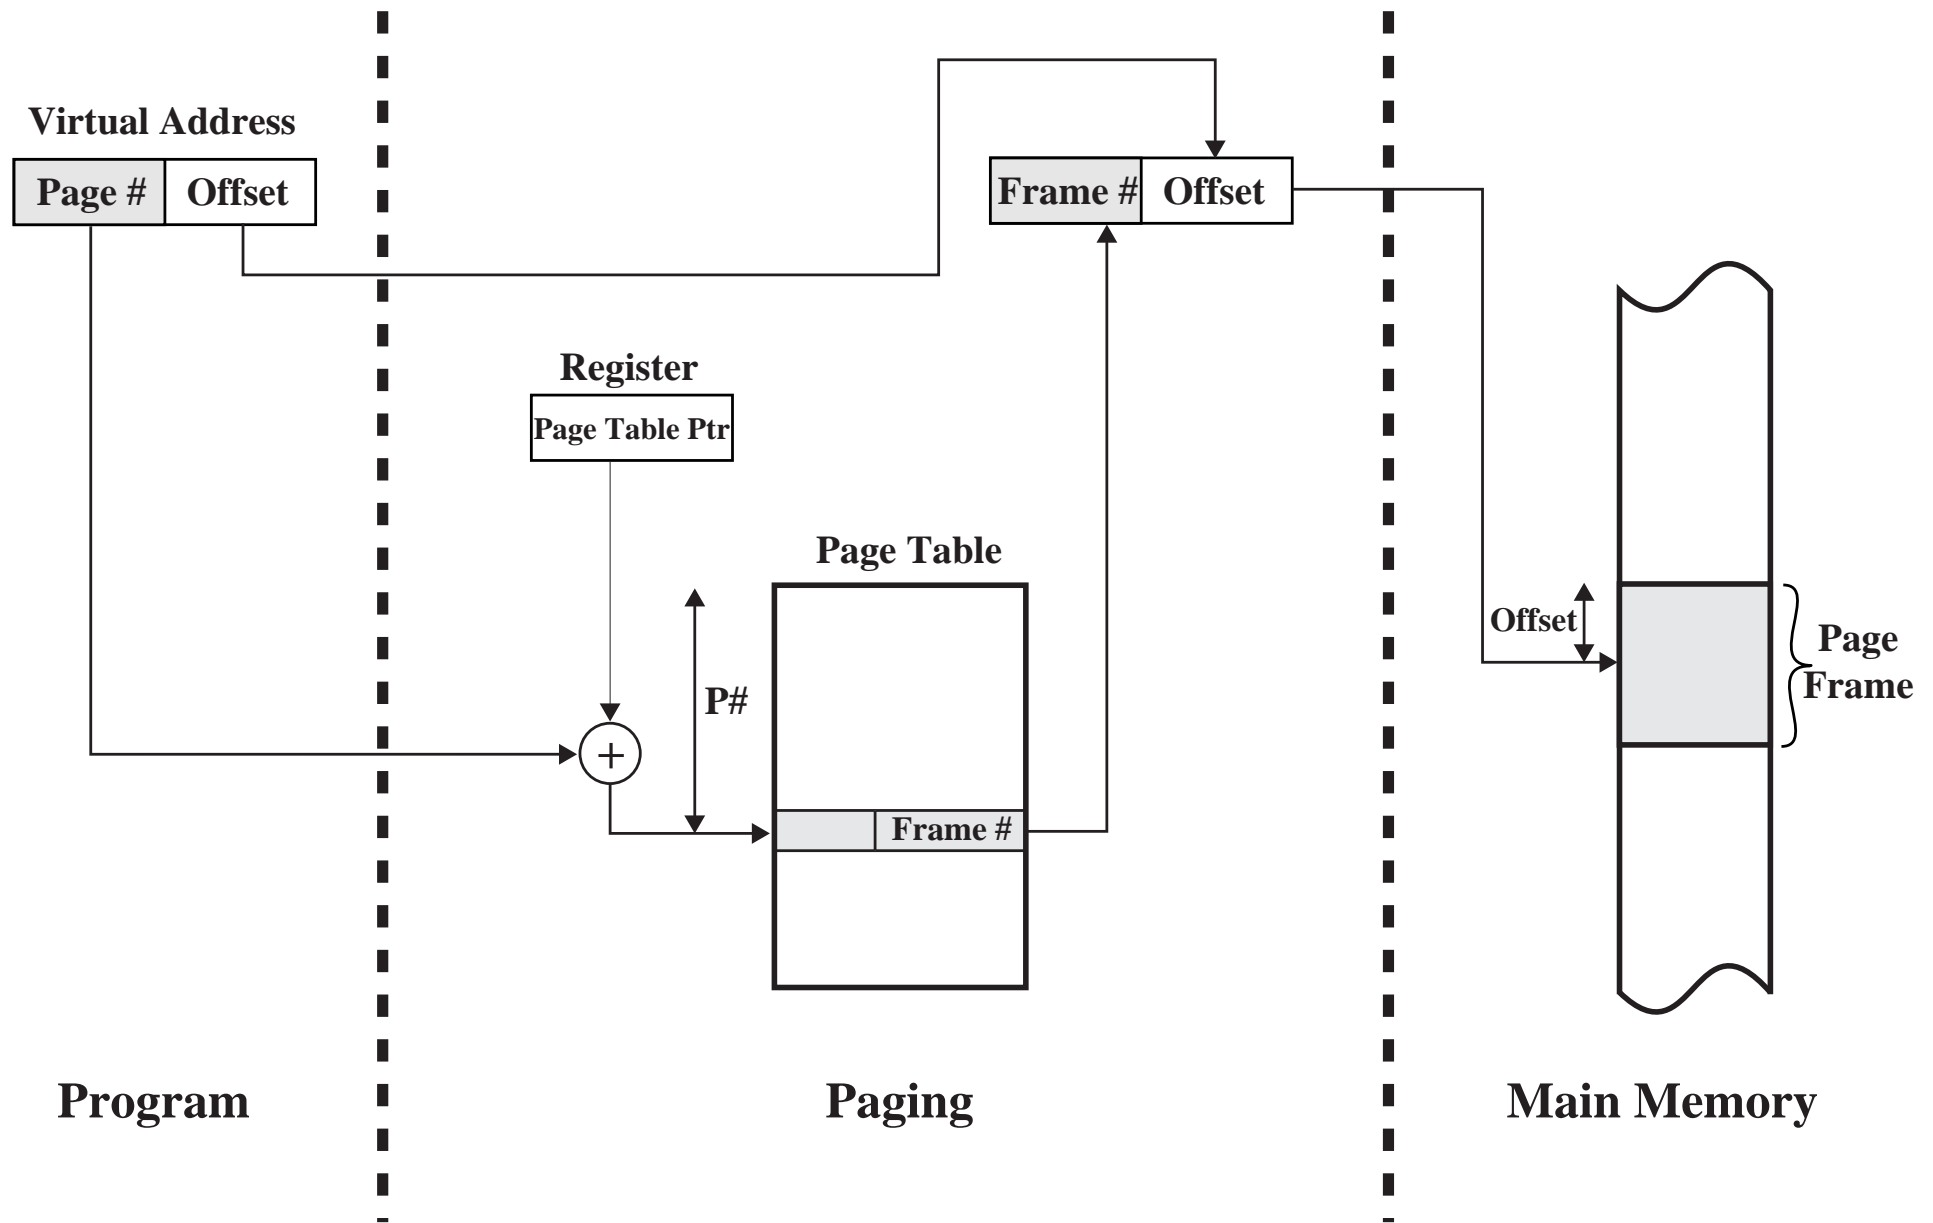 Virtual Address
Page # Offset
Frame # Offset
Register
Page Table Ptr
Page Table
P#
+
Frame #
Offset
Page
Frame
Program
Paging
Main Memory